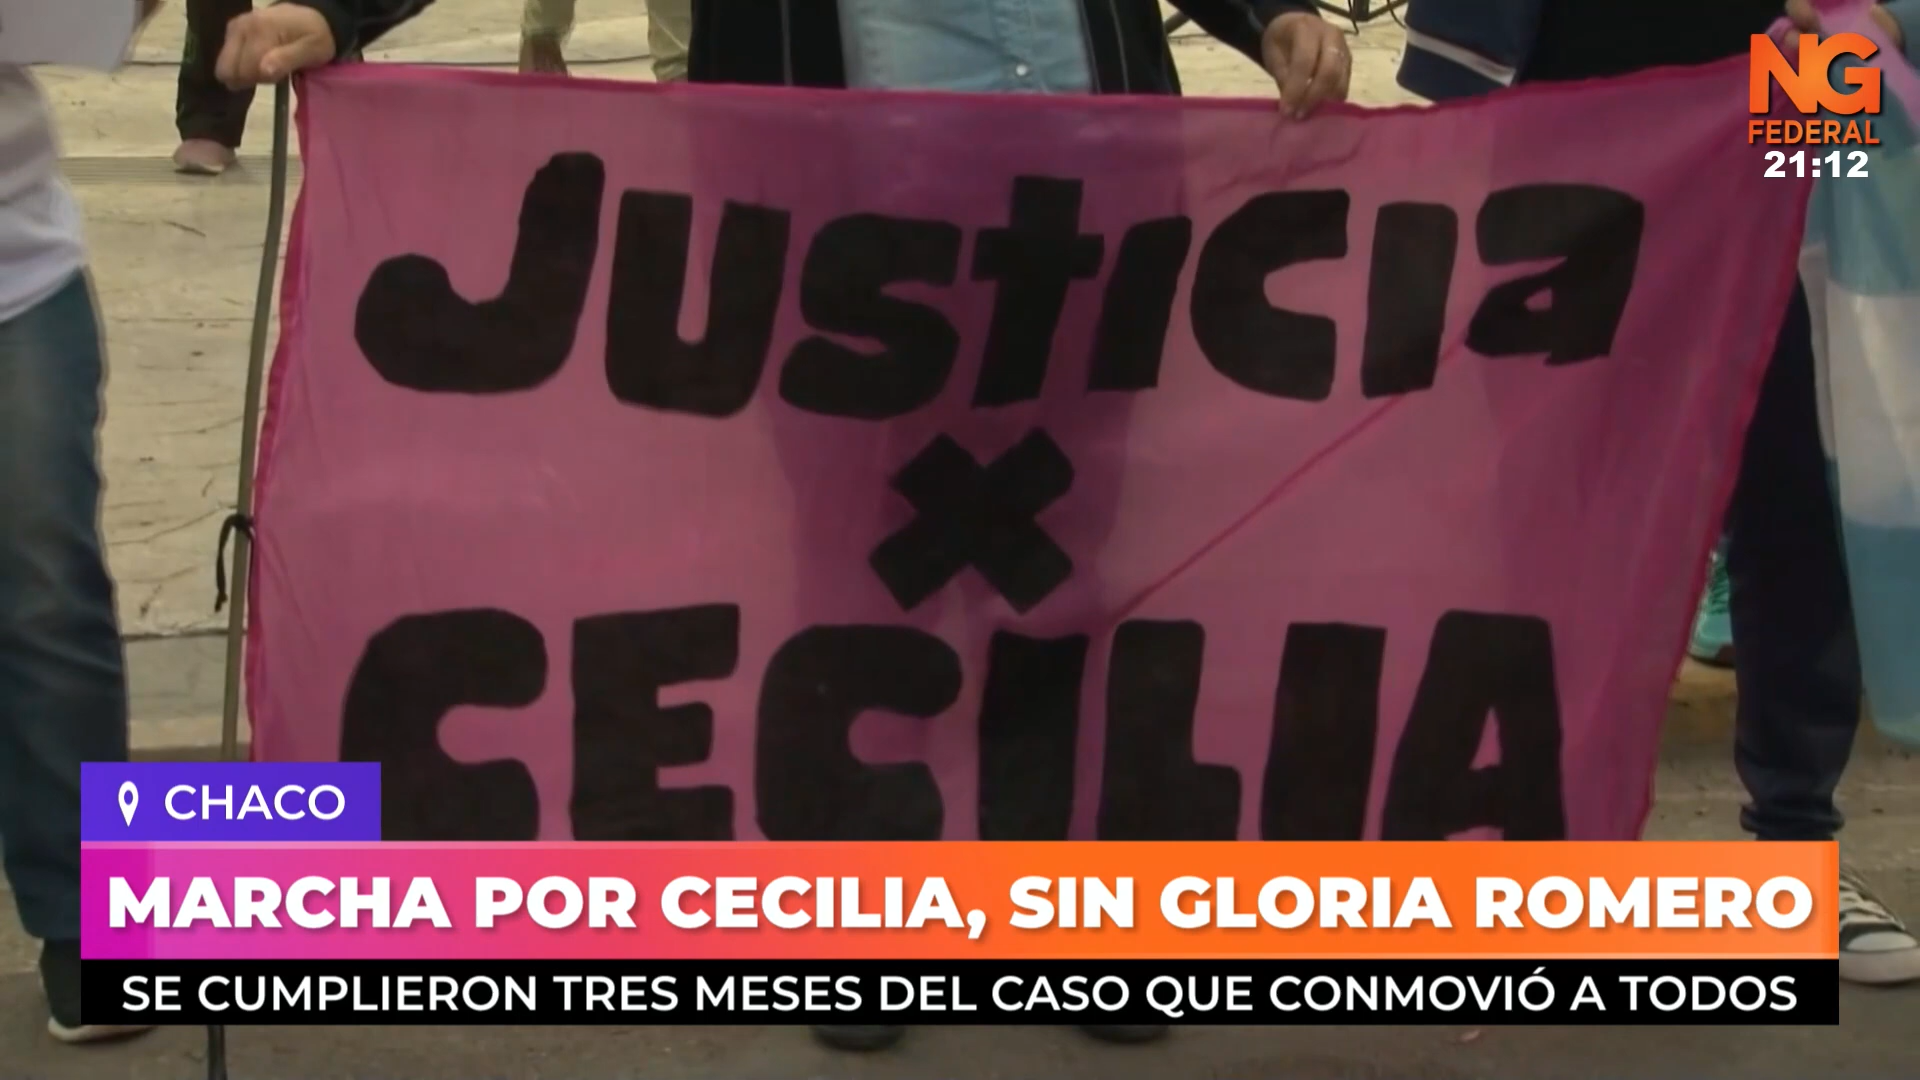 NG
FEDERAL
21:12
JUSTICIA
X
CECILIA
CHACO
MARCHA POR CECILIA, SIN GLORIA ROMERO
SE CUMPLIERON TRES MESES DEL CASO QUE CONMOVIÓ A TODOS